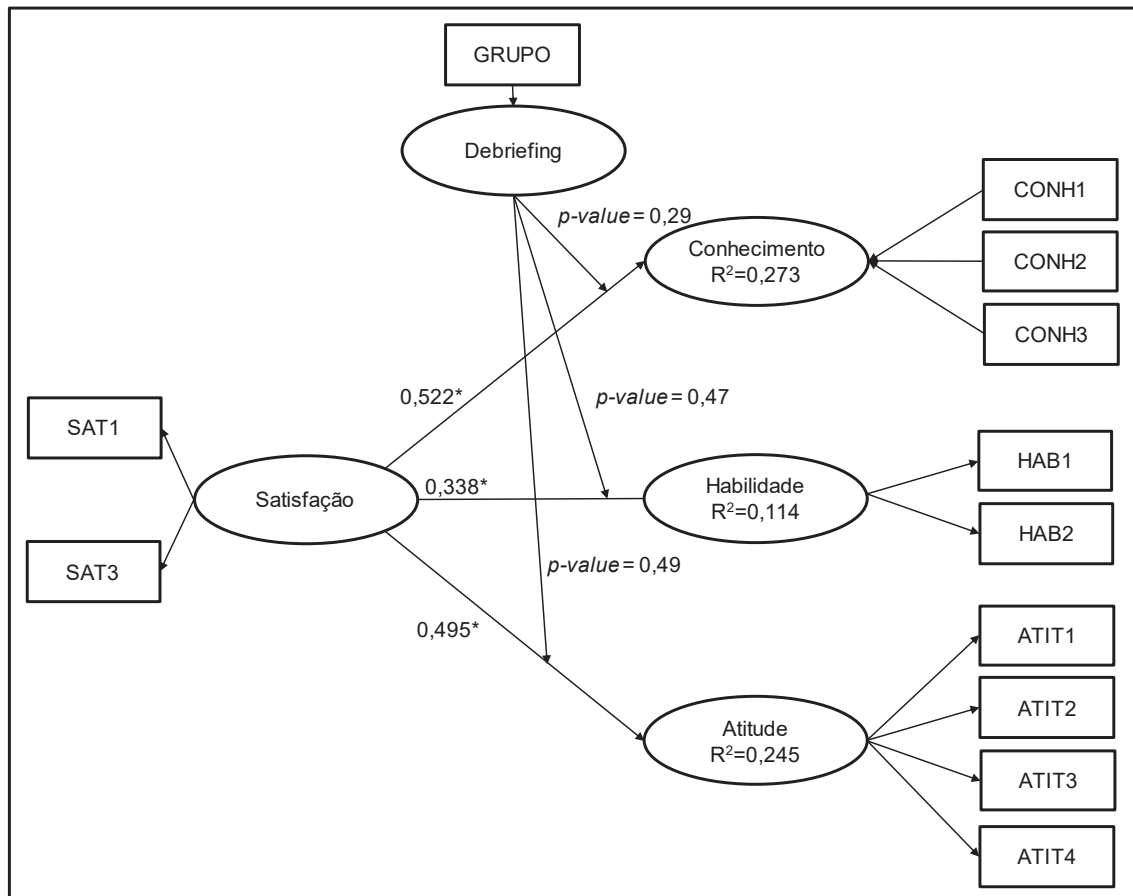 GRUPO
Debriefing
p-value = 0,29
CONH1
Conhecimento
R²=0,273
CONH2
CONH3
0,522*
p-value = 0,47
SAT1
HAB1
Satisfação
0,338*
Habilidade
R²=0,114
HAB2
SAT3
p-value = 0,49
0,495*
ATIT1
ATIT2
Atitude
R²=0,245
ATIT3
ATIT4